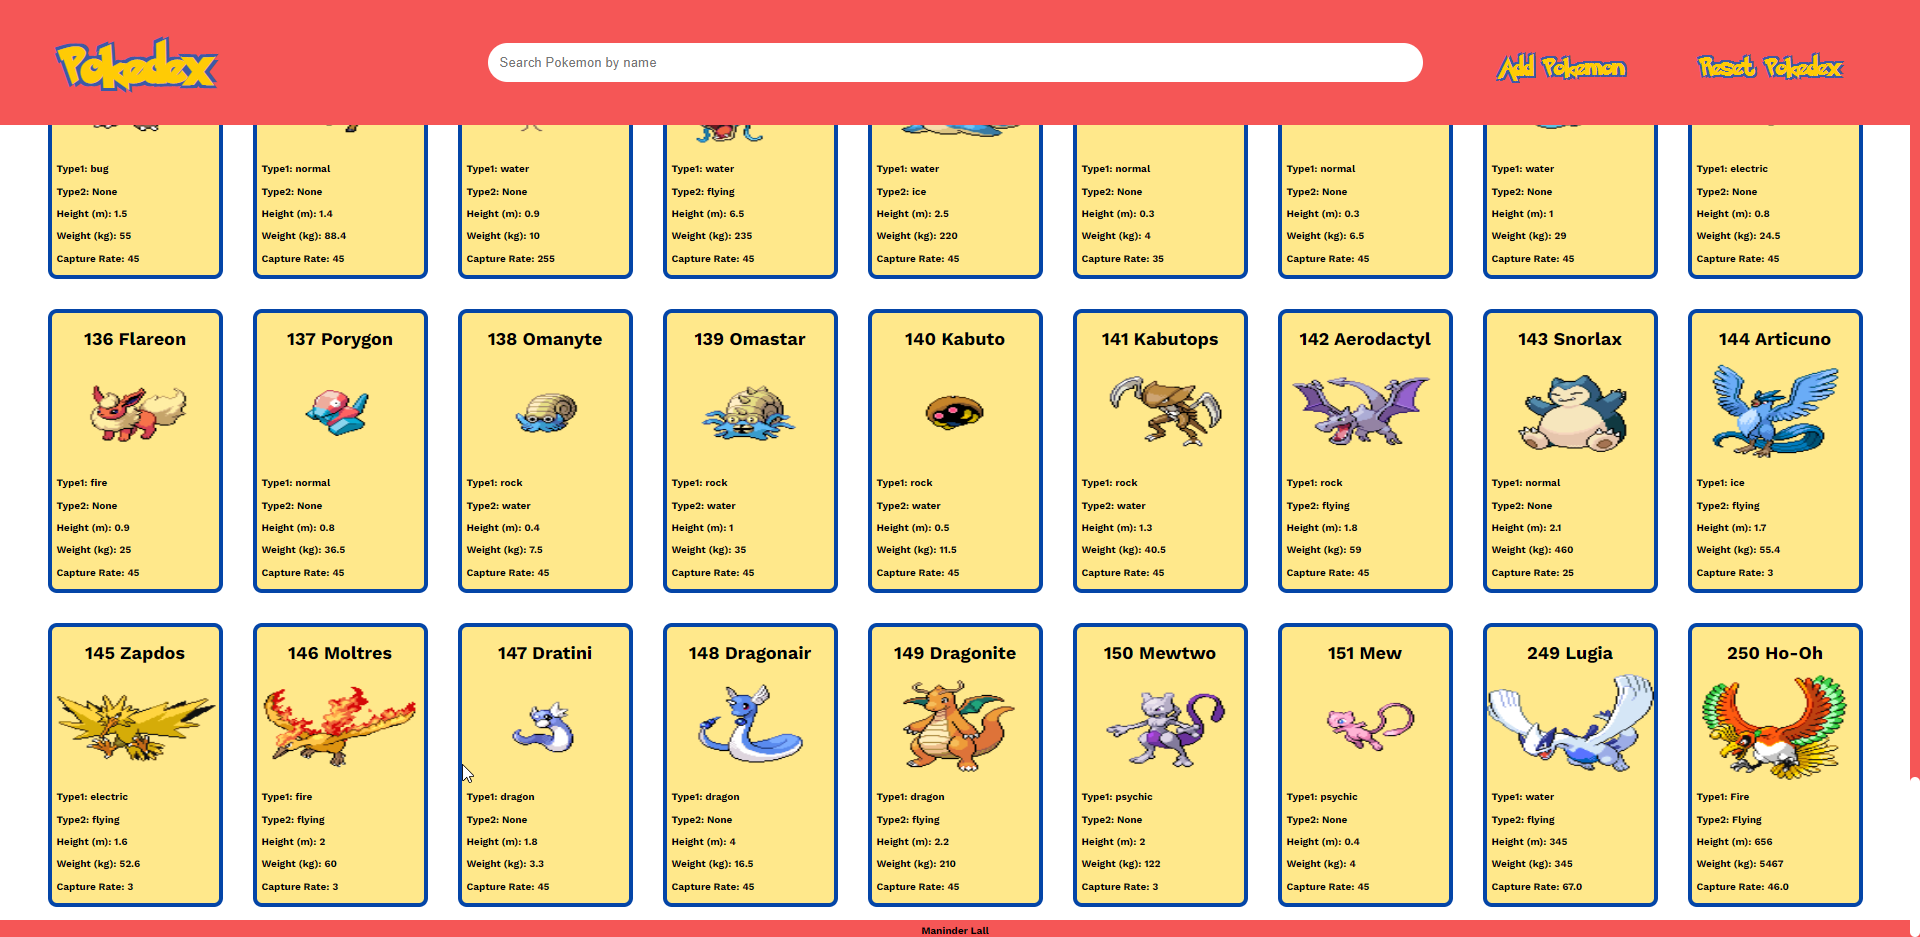 Pokedex
Search Pokemon by name
Add Pokemon
Reset Pokedex
Type1: bug
Type2: None
Height (m): 1.5
Weight (kg): 55
Capture Rate: 45
Type1: normal
Type2: None
Height (m): 1.4
Weight (kg): 88.4
Capture Rate: 45
Type1: water
Type2: None
Height (m): 0.9
Weight (kg): 10
Capture Rate: 255
Type1: water
Type2: flying
Height (m): 6.5
Weight (kg): 235
Capture Rate: 45
Type1: water
Type2: ice
Height (m): 2.5
Weight (kg): 220
Capture Rate: 45
Type1: normal
Type2: None
Height (m): 0.3
Weight (kg): 4
Capture Rate: 35
Type1: normal
Type2: None
Height (m): 0.3
Weight (kg): 6.5
Capture Rate: 45
Type1: water
Type2: None
Height (m): 1
Weight (kg): 29
Capture Rate: 45
Type1: electric
Type2: None
Height (m): 0.8
Weight (kg): 24.5
Capture Rate: 45
136 Flareon
Type1: fire
Type2: None
Height (m): 0.9
Weight (kg): 25
Capture Rate: 45
137 Porygon
Type1: normal
Type2: None
Height (m): 0.8
Weight (kg): 36.5
Capture Rate: 45
138 Omanyte
Type1: rock
Type2: water
Height (m): 0.4
Weight (kg): 7.5
Capture Rate: 45
139 Omastar
Type1: rock
Type2: water
Height (m): 1
Weight (kg): 35
Capture Rate: 45
140 Kabuto
Type1: rock
Type2: water
Height (m): 0.5
Weight (kg): 11.5
Capture Rate: 45
141 Kabutops
Type1: rock
Type2: water
Height (m): 1.3
Weight (kg): 40.5
Capture Rate: 45
142 Aerodactyl
Type1: rock
Type2: flying
Height (m): 1.8
Weight (kg): 59
Capture Rate: 45
143 Snorlax
Type1: normal
Type2: None
Height (m): 2.1
Weight (kg): 460
Capture Rate: 25
144 Articuno
Type1: ice
Type2: flying
Height (m): 1.7
Weight (kg): 55.4
Capture Rate: 3
145 Zapdos
Type1: electric
Type2: flying
Height (m): 1.6
Weight (kg): 52.6
Capture Rate: 3
146 Moltres
Type1: fire
Type2: flying
Height (m): 2
Weight (kg): 60
Capture Rate: 3
147 Dratini
Type1: dragon
Type2: None
Height (m): 1.8
Weight (kg): 3.3
Capture Rate: 45
148 Dragonair
Type1: dragon
Type2: None
Height (m): 4
Weight (kg): 16.5
Capture Rate: 45
149 Dragonite
Type1: dragon
Type2: flying
Height (m): 2.2
Weight (kg): 210
Capture Rate: 45
150 Mewtwo
Type1: psychic
Type2: None
Height (m): 2
Weight (kg): 122
Capture Rate: 3
151 Mew
Type1: psychic
Type2: None
Height (m): 0.4
Weight (kg): 4
Capture Rate: 45
249 Lugia
Type1: water
Type2: flying
Height (m): 345
Weight (kg): 345
Capture Rate: 67.0
250 Ho-Oh
Type1: Fire
Type2: Flying
Height (m): 656
Weight (kg): 5467
Capture Rate: 46.0
Maninder Lall